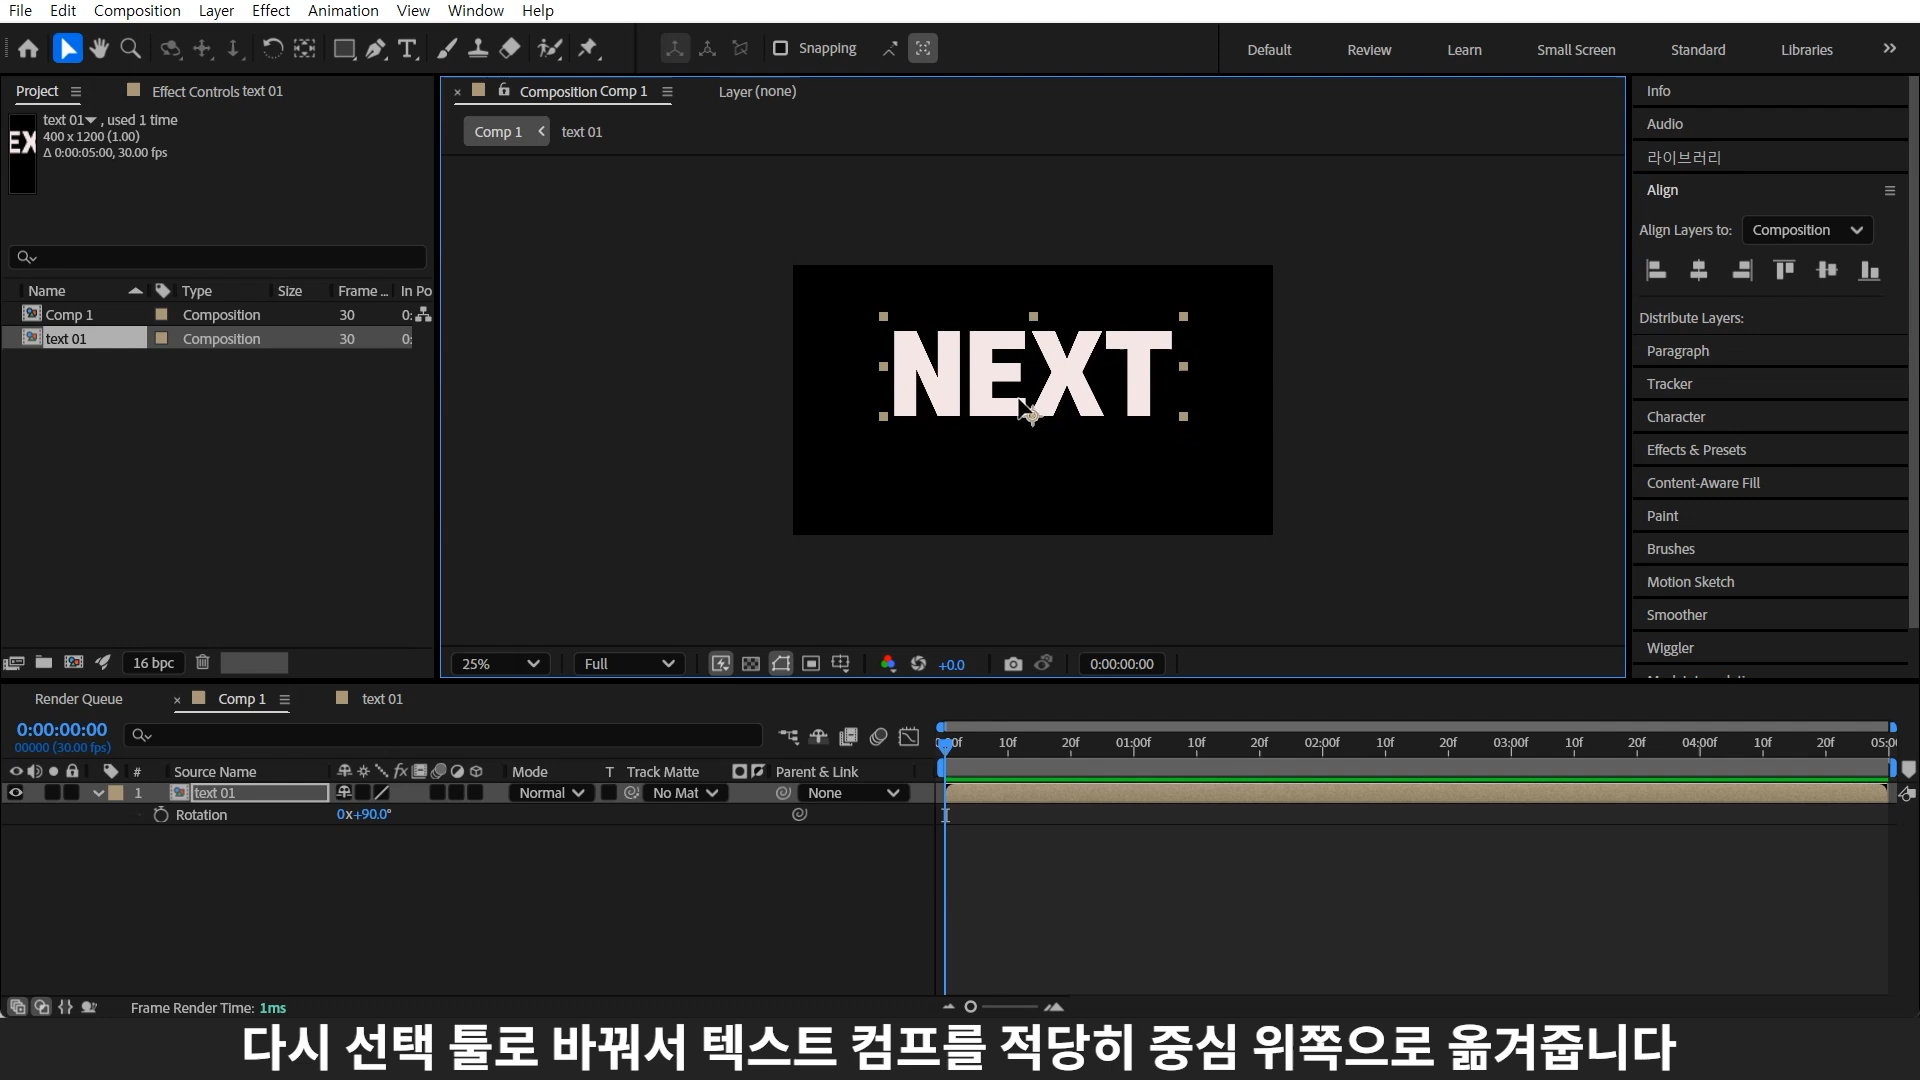 File Edit Composition Layer Effect Animation View Window Help
Snapping
Default Review Learn Small Screen Standard Libraries
Project
Effect Controls text 01
Composition Comp 1
Layer (none)
Info
text 01 , used 1 time
400 x 1200 (1.00)
Δ 0:00:05:00, 30.00 fps
EX
Comp 1
text 01
Audio
라이브러리
Align
Align Layers to: Composition
Distribute Layers:
Paragraph
Tracker
Character
Effects & Presets
Content-Aware Fill
Paint
Brushes
Motion Sketch
Smoother
Wiggler
Name Type Size Frame ... In Po
Comp 1 Composition 30 0:
text 01 Composition 30 0:
NEXT
16 bpc
25% Full +0.0 0:00:00:00
Render Queue
Comp 1
text 01
0:00:00:00
00000 (30.00 fps)
10f 20f 01:00f 10f 20f 02:00f 10f 20f 03:00f 10f 20f 04:00f 10f 20f 05:0
# Source Name fx Mode T Track Matte Parent & Link
1 text 01 Normal No Mat None
Rotation 0x+90.0°
Frame Render Time: 1ms
다시 선택 툴로 바꿔서 텍스트 컴프를 적당히 중심 위쪽으로 옮겨줍니다